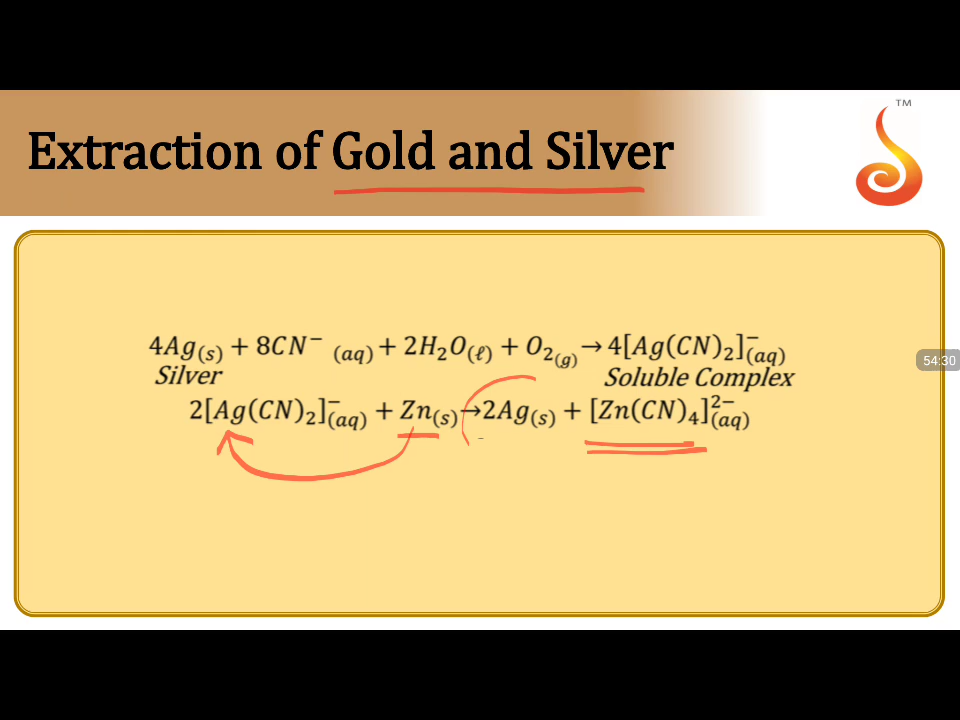 TM
Extraction of Gold and Silver
4Ag(s) + 8CN⁻ (aq) + 2H₂O(ℓ) + O₂(g) → 4[Ag(CN)₂]⁻(aq)
Silver Soluble Complex
54:30
2[Ag(CN)₂]⁻(aq) + Zn(s) → 2Ag(s) + [Zn(CN)₄]²⁻(aq)